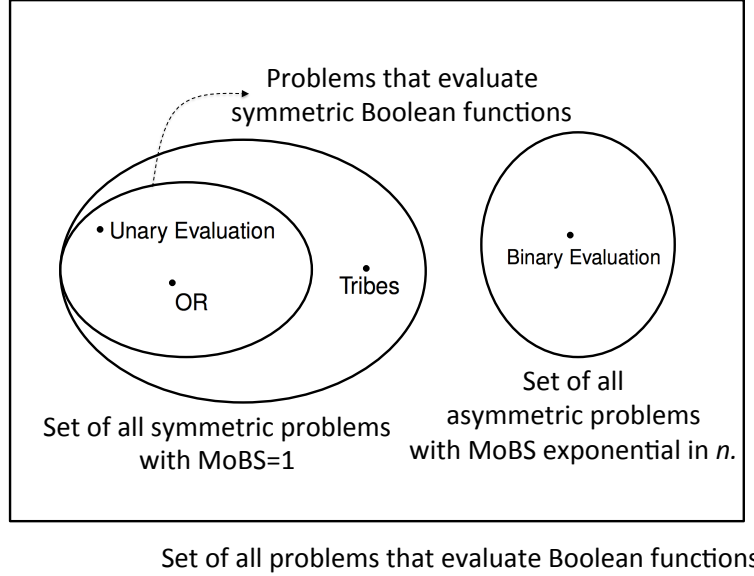 Problems that evaluate
symmetric Boolean functions
Unary Evaluation
OR
Tribes
Binary Evaluation
Set of all symmetric problems
with MoBS=1
Set of all
asymmetric problems
with MoBS exponential in n.
Set of all problems that evaluate Boolean functions